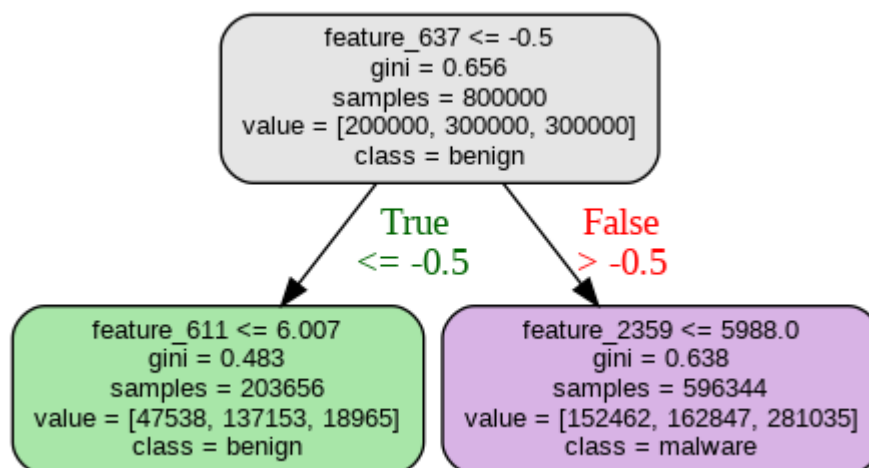 feature_637 <= -0.5
gini = 0.656
samples = 800000
value = [200000, 300000, 300000]
class = benign
True
<= -0.5
False
> -0.5
feature_611 <= 6.007
gini = 0.483
samples = 203656
value = [47538, 137153, 18965]
class = benign
feature_2359 <= 5988.0
gini = 0.638
samples = 596344
value = [152462, 162847, 281035]
class = malware